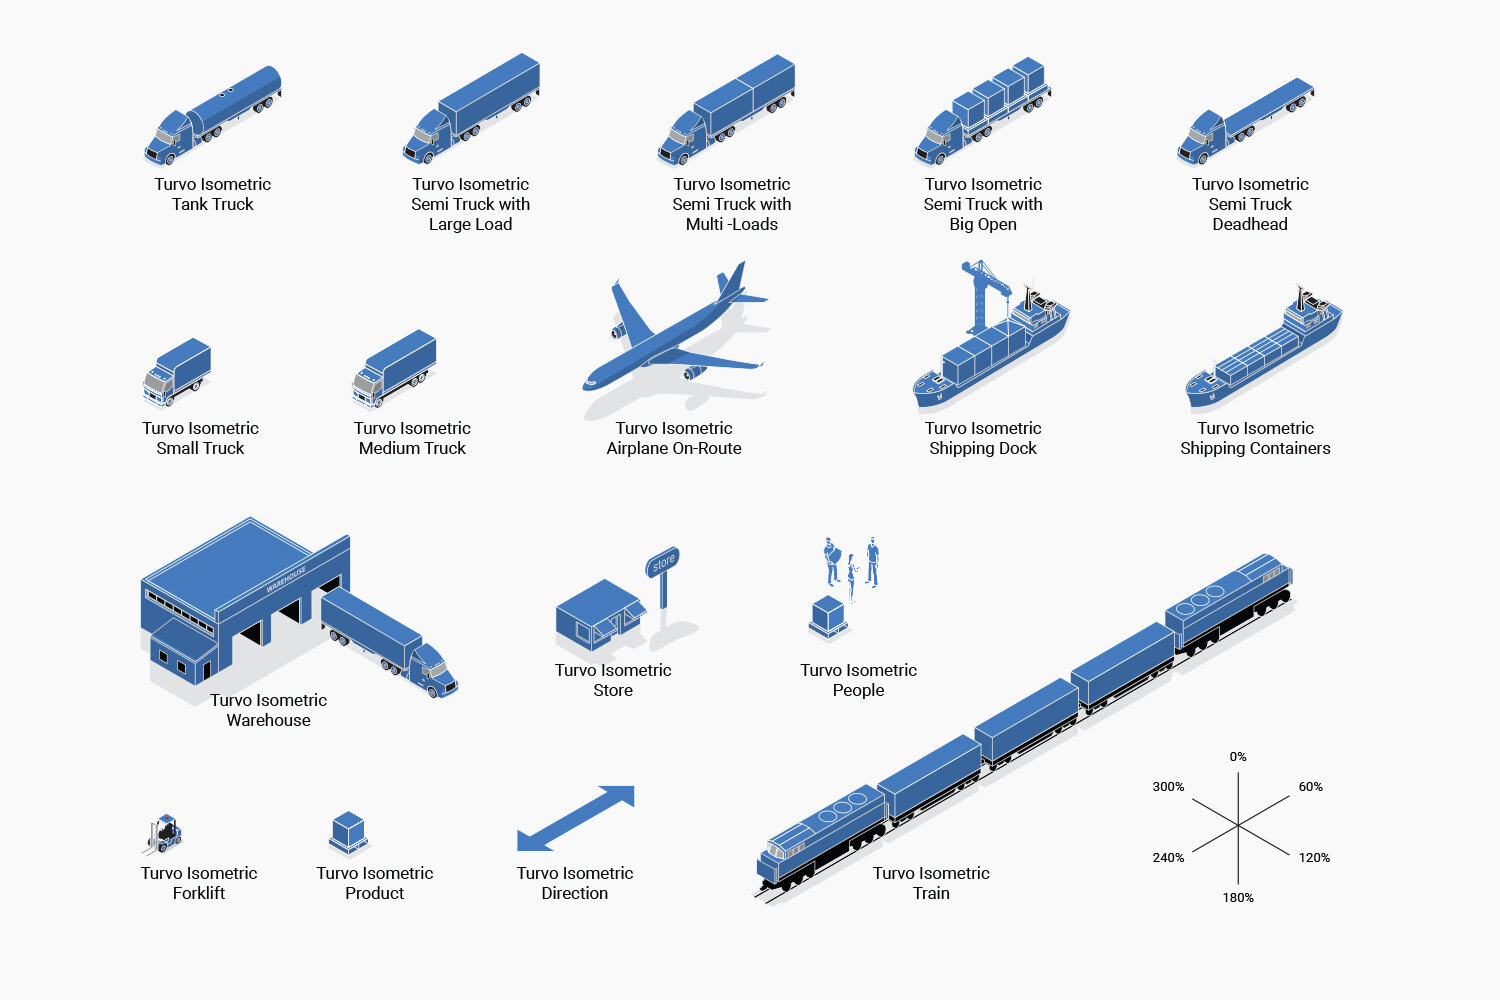 Turvo Isometric
Tank Truck
Turvo Isometric
Semi Truck with
Large Load
Turvo Isometric
Semi Truck with
Multi -Loads
Turvo Isometric
Semi Truck with
Big Open
Turvo Isometric
Semi Truck
Deadhead
Turvo Isometric
Small Truck
Turvo Isometric
Medium Truck
Turvo Isometric
Airplane On-Route
Turvo Isometric
Shipping Dock
Turvo Isometric
Shipping Containers
WAREHOUSE
Turvo Isometric
Warehouse
store
Turvo Isometric
Store
Turvo Isometric
People
Turvo Isometric
Forklift
Turvo Isometric
Product
Turvo Isometric
Direction
Turvo Isometric
Train
0%
300%
60%
240%
120%
180%